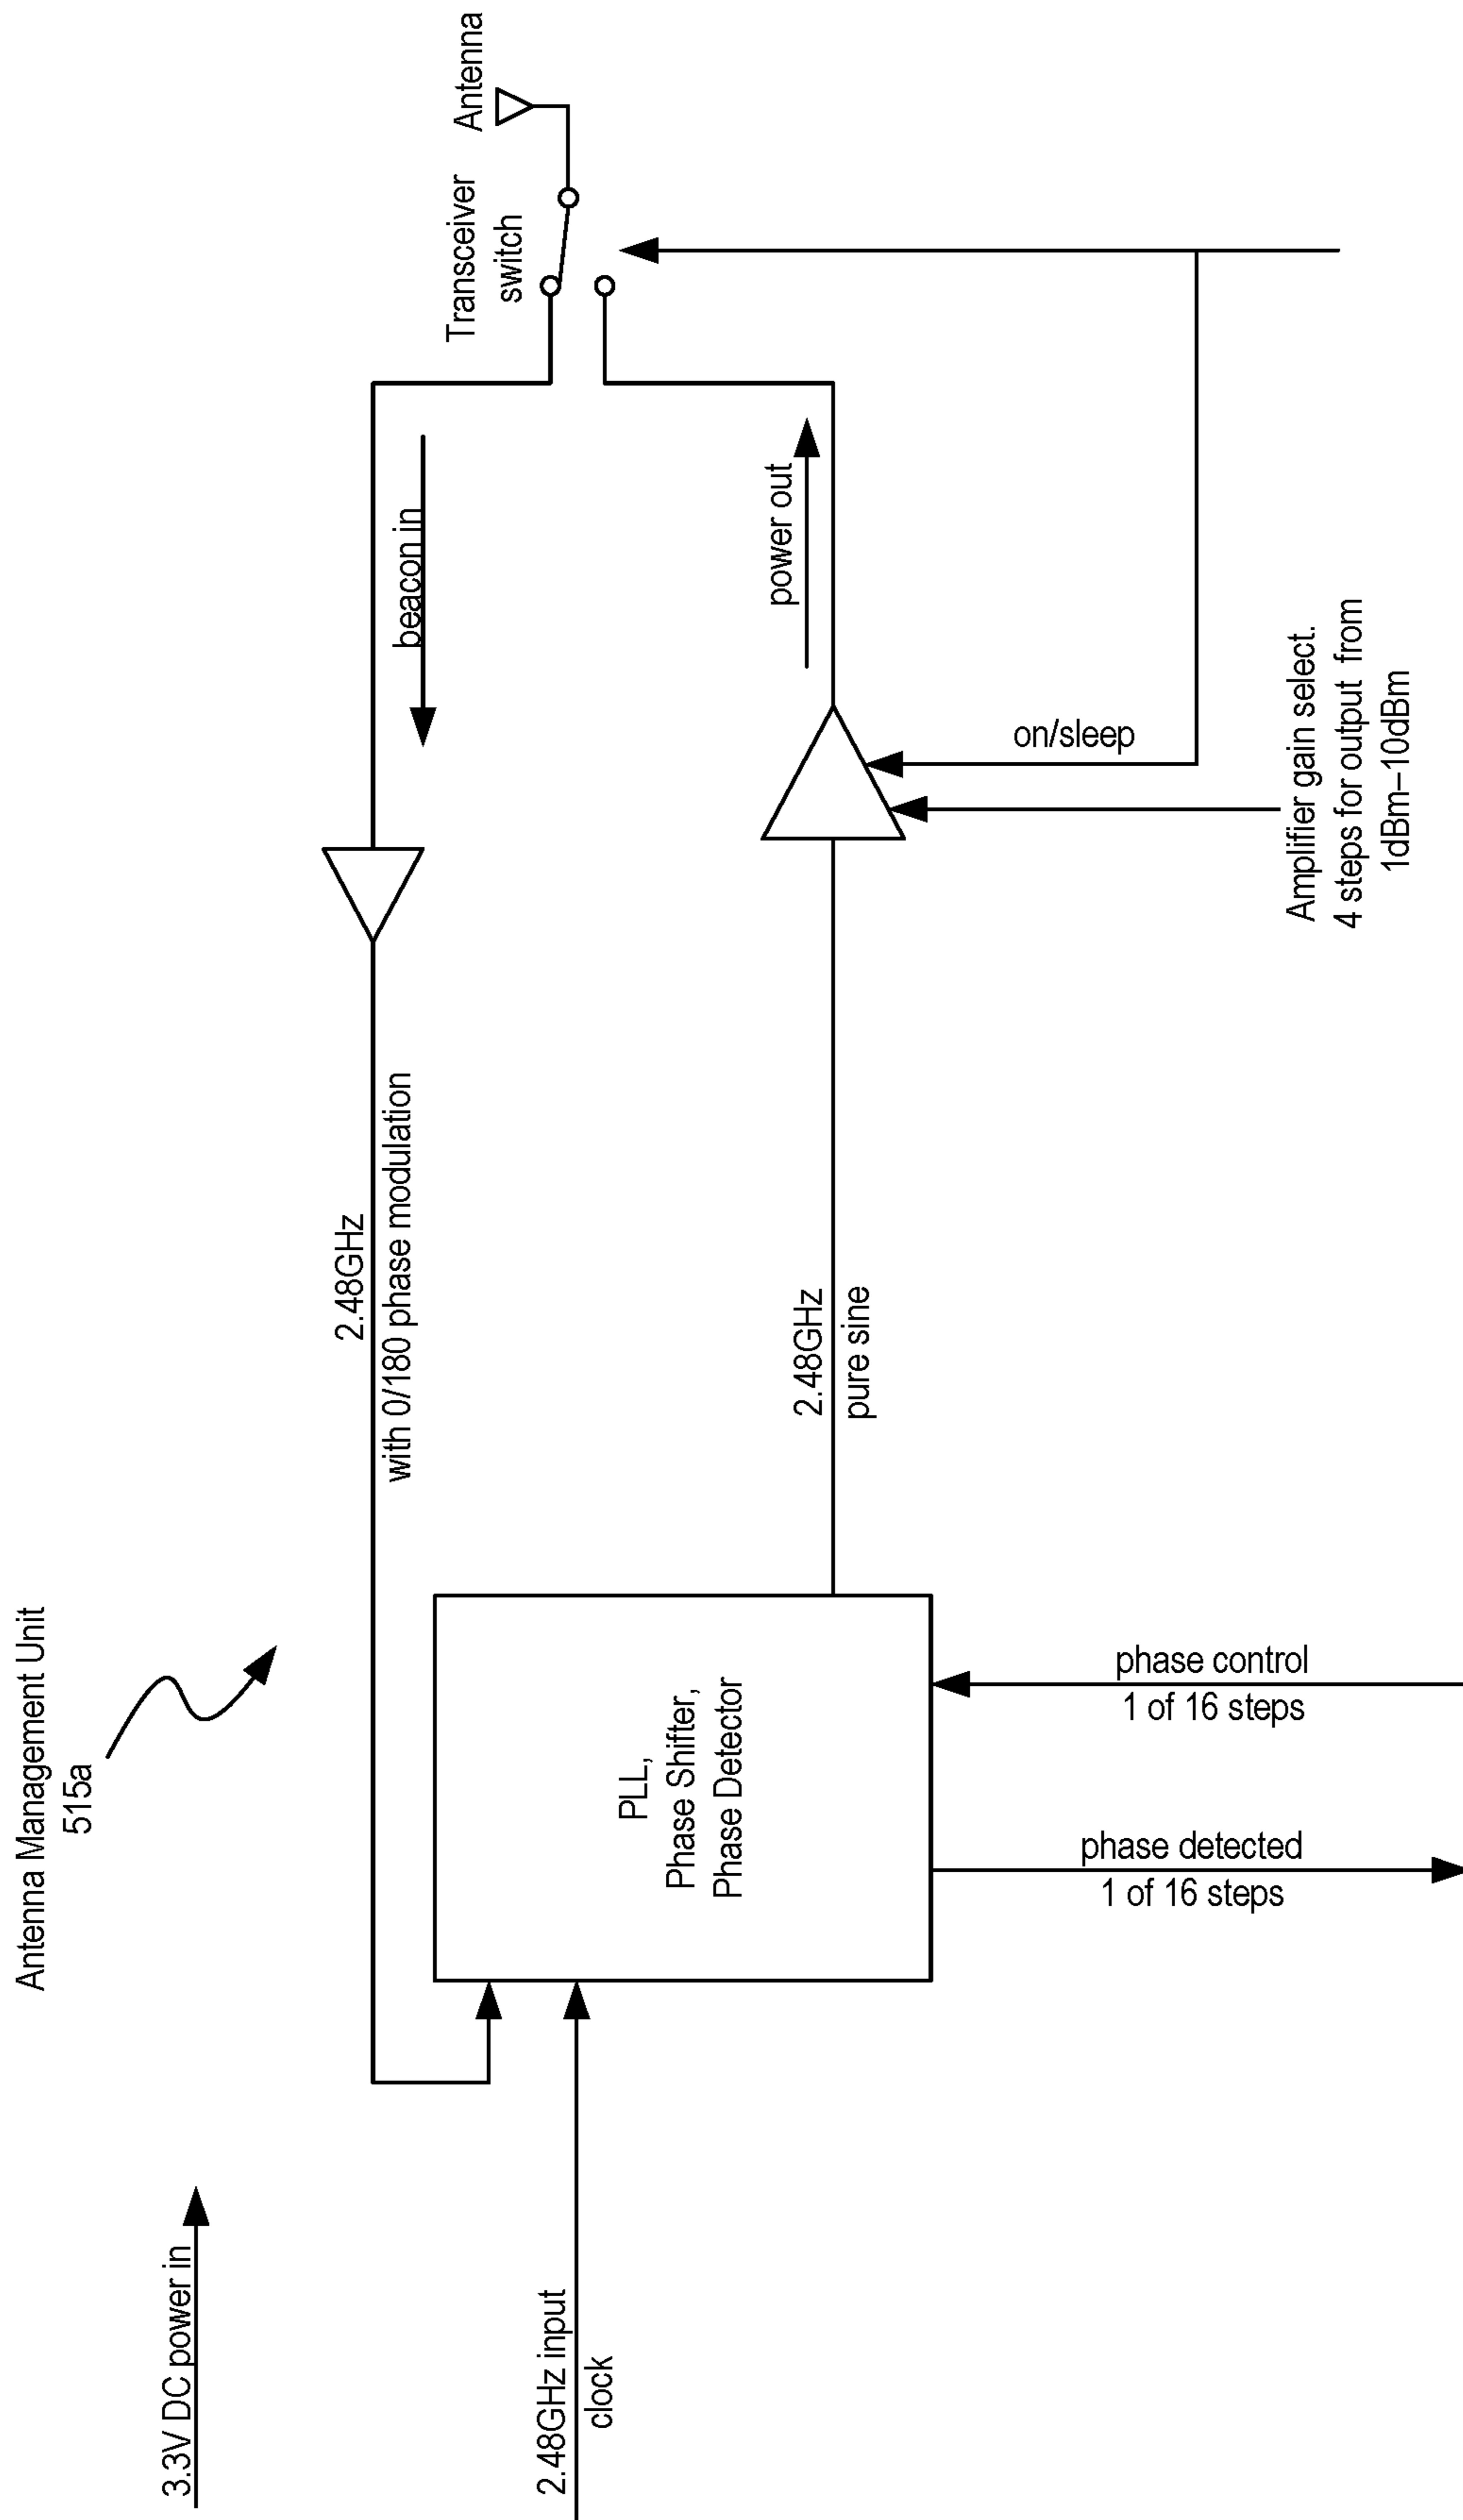 Antenna Management Unit
515a
3.3V DC power in
2.48GHz input
clock
2.48GHz
with 0/180 phase modulation
beacon in
Transceiver
switch
Antenna
PLL,
Phase Shifter,
Phase Detector
2.48GHz
pure sine
power out
on/sleep
Amplifier gain select.
4 steps for output from
1dBm–10dBm
phase control
1 of 16 steps
phase detected
1 of 16 steps